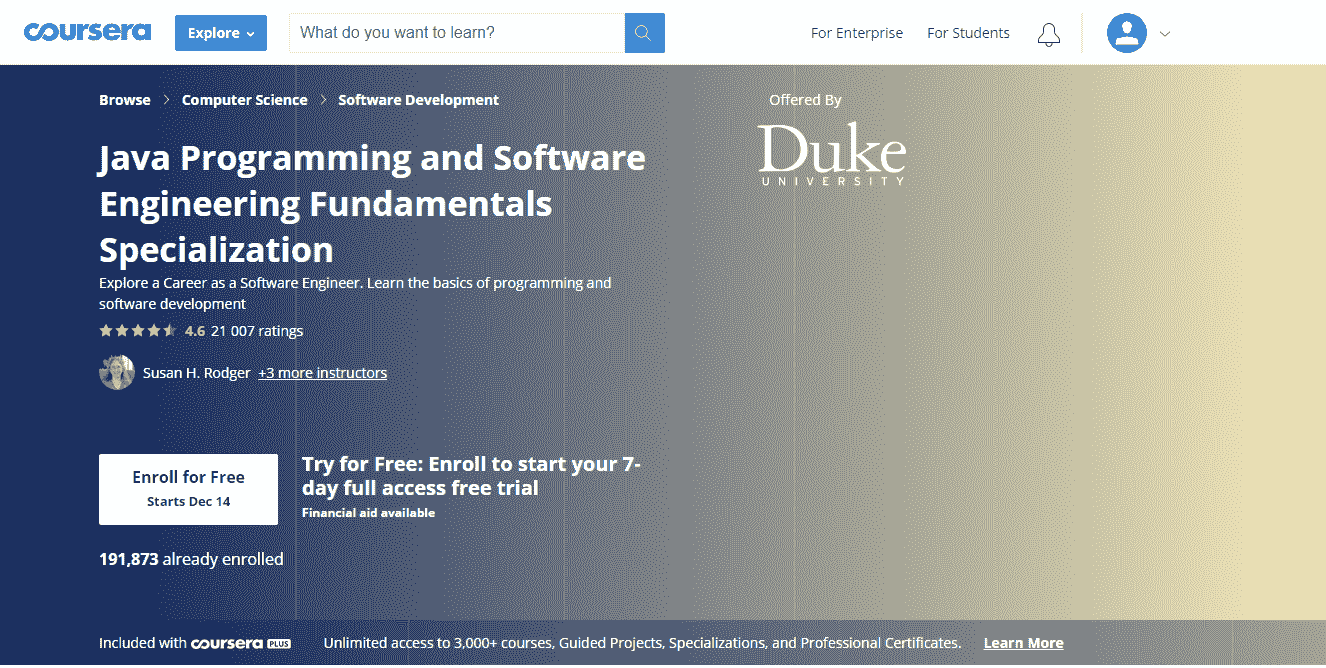 coursera
Explore
What do you want to learn?
For Enterprise
For Students
Browse > Computer Science > Software Development
Offered By
Duke
UNIVERSITY
Java Programming and Software
Engineering Fundamentals
Specialization
Explore a Career as a Software Engineer. Learn the basics of programming and
software development
4.6 21 007 ratings
Susan H. Rodger +3 more instructors
Enroll for Free
Starts Dec 14
Try for Free: Enroll to start your 7-
day full access free trial
Financial aid available
191,873 already enrolled
Included with coursera PLUS
Unlimited access to 3,000+ courses, Guided Projects, Specializations, and Professional Certificates.
Learn More